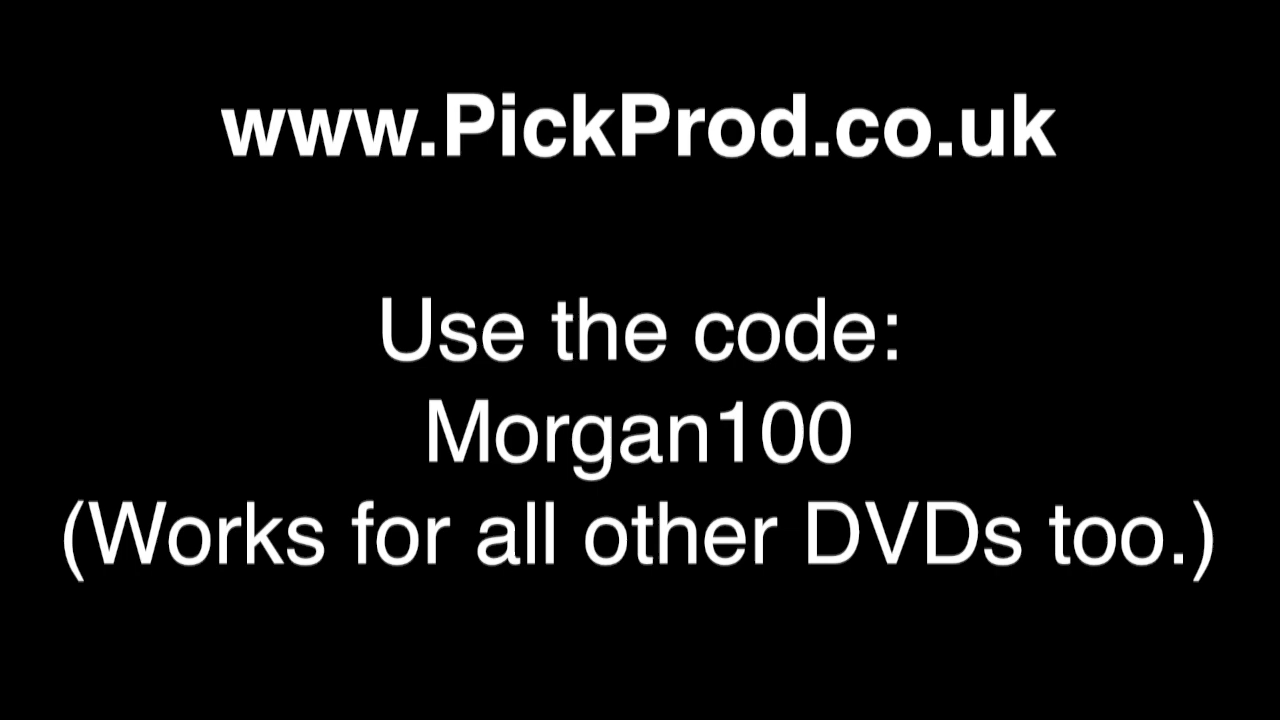 www.PickProd.co.uk
Use the code:
Morgan100
(Works for all other DVDs too.)